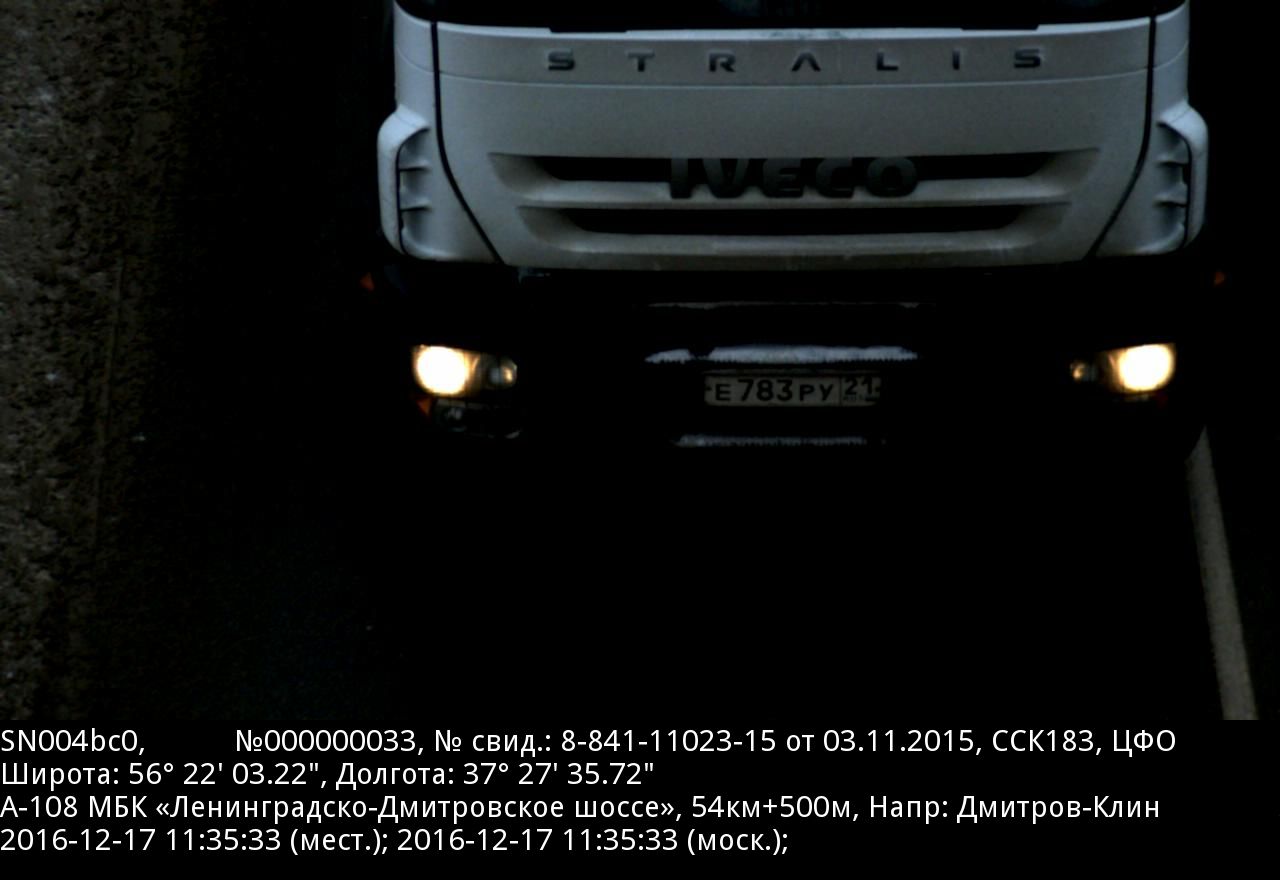 STRALIS
IVECO
Е783РУ 21
SN004bc0, №000000033, № свид.: 8-841-11023-15 от 03.11.2015, ССК183, ЦФО
Широта: 56° 22' 03.22", Долгота: 37° 27' 35.72"
А-108 МБК «Ленинградско-Дмитровское шоссе», 54км+500м, Напр: Дмитров-Клин
2016-12-17 11:35:33 (мест.); 2016-12-17 11:35:33 (моск.);